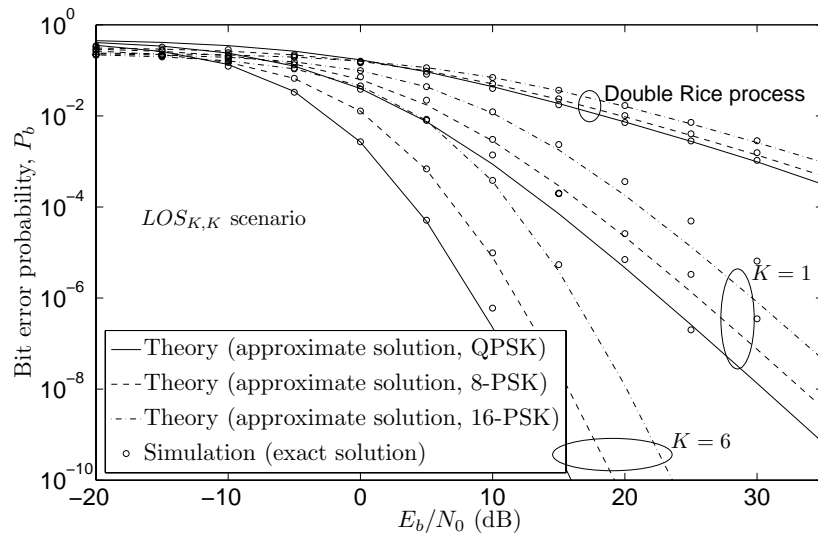 10^0
10^−2
10^−4
10^−6
10^−8
10^−10
Bit error probability, P_b
Double Rice process
LOS_{K,K} scenario
K = 1
K = 6
Theory (approximate solution, QPSK)
Theory (approximate solution, 8-PSK)
Theory (approximate solution, 16-PSK)
Simulation (exact solution)
−20 −10 0 10 20 30
E_b/N_0 (dB)